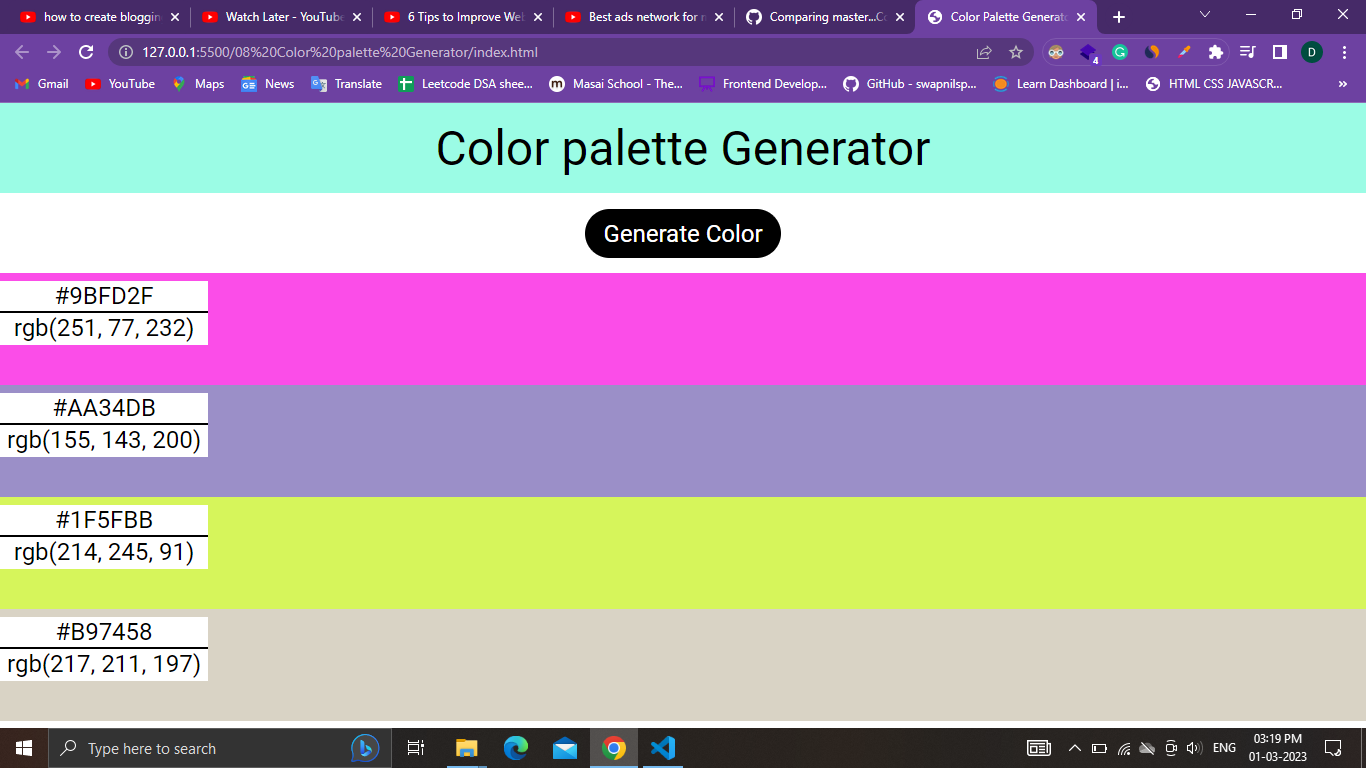 how to create bloggin
Watch Later - YouTube
6 Tips to Improve Web
Best ads network for n
Comparing master...Co
Color Palette Generato
127.0.0.1:5500/08%20Color%20palette%20Generator/index.html
4
D
Gmail
YouTube
Maps
News
Translate
Leetcode DSA shee...
Masai School - The...
Frontend Develop...
GitHub - swapnilsp...
Learn Dashboard | i...
HTML CSS JAVASCR...
»
Color palette Generator
Generate Color
#9BFD2F
rgb(251, 77, 232)
#AA34DB
rgb(155, 143, 200)
#1F5FBB
rgb(214, 245, 91)
#B97458
rgb(217, 211, 197)
Type here to search
ENG
03:19 PM
01-03-2023